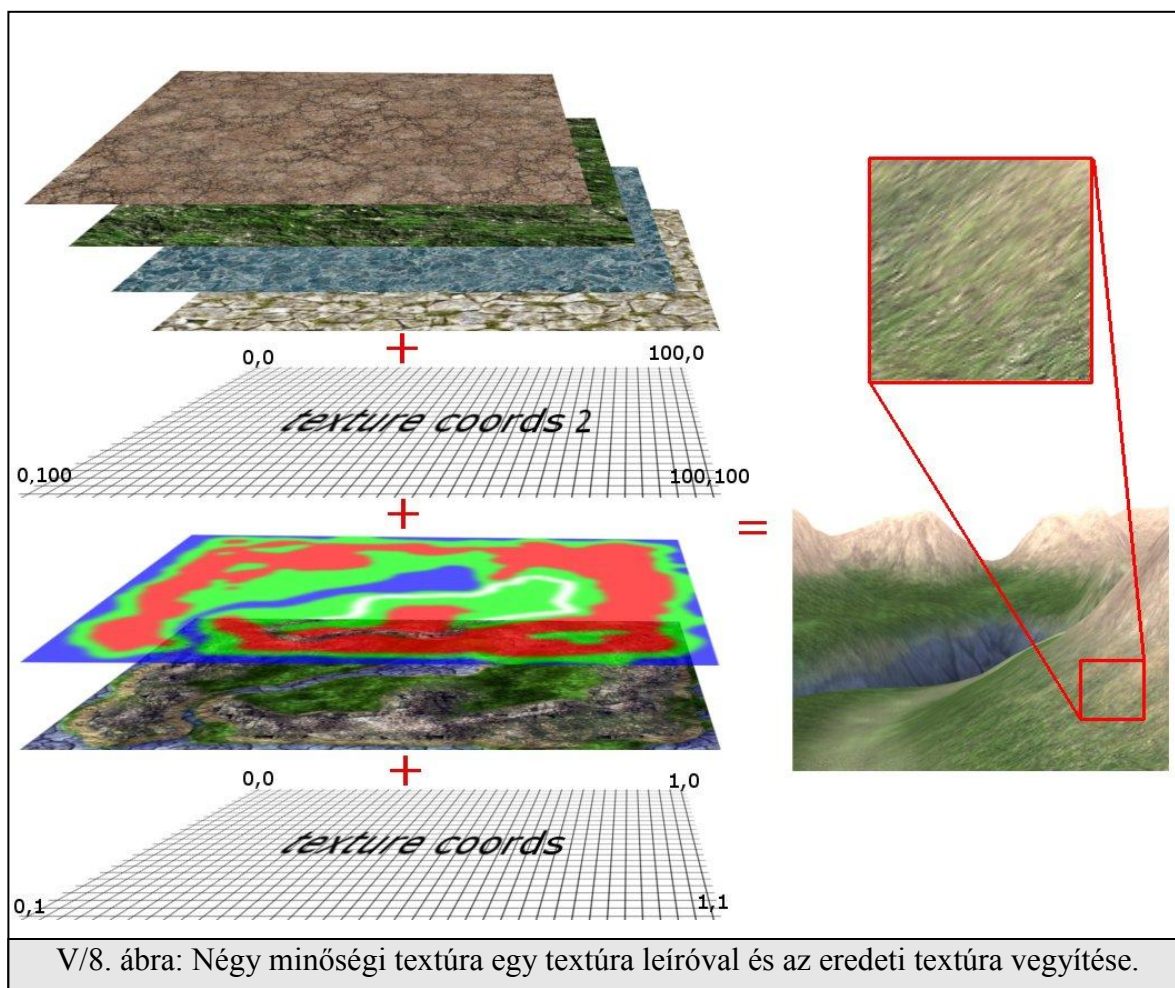 0,0
100,0
texture coords 2
0,100
100,100
0,0
1,0
texture coords
0,1
1,1
V/8. ábra: Négy minőségi textúra egy textúra leíróval és az eredeti textúra vegyítése.